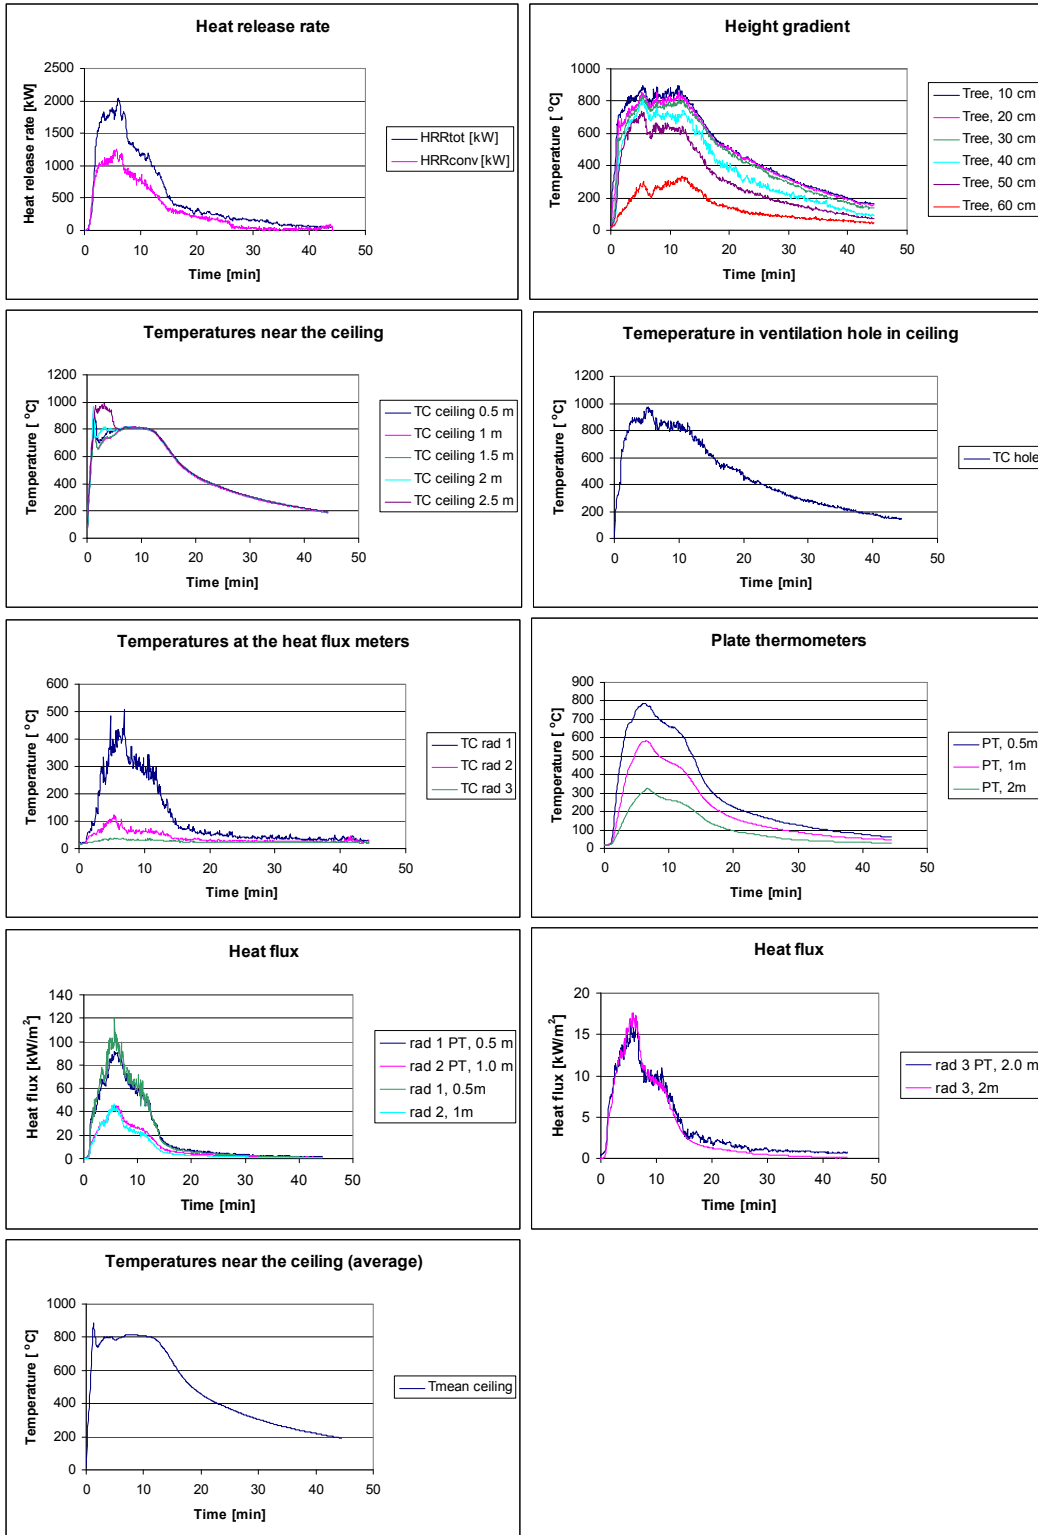 Heat release rate
Heat release rate [kW]
2500
2000
1500
1000
500
0
0 10 20 30 40 50
Time [min]
HRRtot [kW]
HRRconv [kW]
Height gradient
Temperature [ °C]
1000
800
600
400
200
0
0 10 20 30 40 50
Time [min]
Tree, 10 cm
Tree, 20 cm
Tree, 30 cm
Tree, 40 cm
Tree, 50 cm
Tree, 60 cm
Temperatures near the ceiling
Temperature [ °C]
1200
1000
800
600
400
200
0
0 10 20 30 40 50
Time [min]
TC ceiling 0.5 m
TC ceiling 1 m
TC ceiling 1.5 m
TC ceiling 2 m
TC ceiling 2.5 m
Temeperature in ventilation hole in ceiling
Temperature [ °C]
1200
1000
800
600
400
200
0
0 10 20 30 40 50
Time [min]
TC hole
Temperatures at the heat flux meters
Temperature [ °C]
600
500
400
300
200
100
0
0 10 20 30 40 50
Time [min]
TC rad 1
TC rad 2
TC rad 3
Plate thermometers
Temperature [ °C]
900
800
700
600
500
400
300
200
100
0
0 10 20 30 40 50
Time [min]
PT, 0.5m
PT, 1m
PT, 2m
Heat flux
Heat flux [kW/m²]
140
120
100
80
60
40
20
0
0 10 20 30 40 50
Time [min]
rad 1 PT, 0.5 m
rad 2 PT, 1.0 m
rad 1, 0.5m
rad 2, 1m
Heat flux
Heat flux [kW/m²]
20
15
10
5
0
0 10 20 30 40 50
Time [min]
rad 3 PT, 2.0 m
rad 3, 2m
Temperatures near the ceiling (average)
Temperature [ °C]
1000
800
600
400
200
0
0 10 20 30 40 50
Time [min]
Tmean ceiling